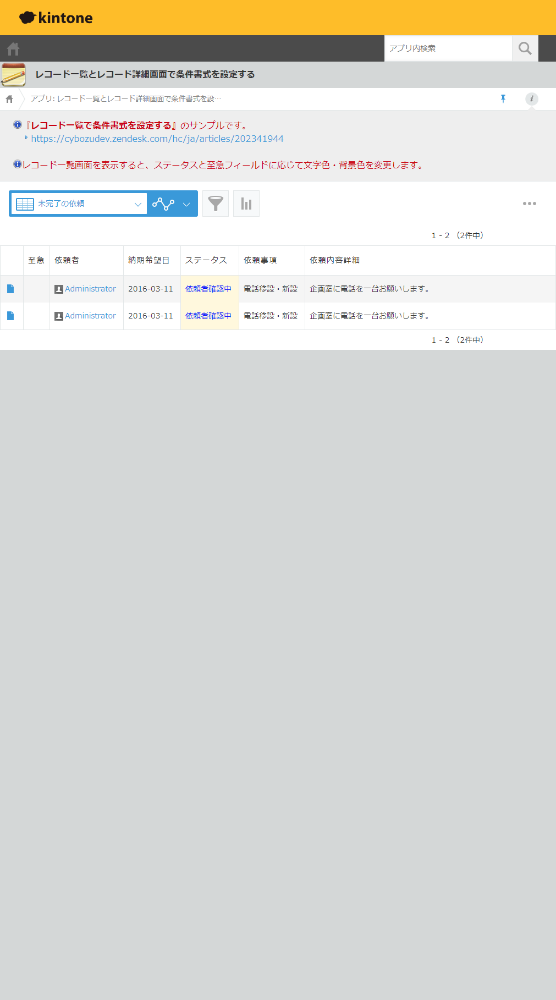 kintone
アプリ内検索
レコード一覧とレコード詳細画面で条件書式を設定する
アプリ: レコード一覧とレコード詳細画面で条件書式を設…
『レコード一覧で条件書式を設定する』のサンプルです。
https://cybozudev.zendesk.com/hc/ja/articles/202341944
レコード一覧画面を表示すると、ステータスと至急フィールドに応じて文字色・背景色を変更します。
未完了の依頼
1 - 2 （2件中）
至急 依頼者 納期希望日 ステータス 依頼事項 依頼内容詳細
Administrator 2016-03-11 依頼者確認中 電話移設・新設 企画室に電話を一台お願いします。
Administrator 2016-03-11 依頼者確認中 電話移設・新設 企画室に電話を一台お願いします。
1 - 2 （2件中）